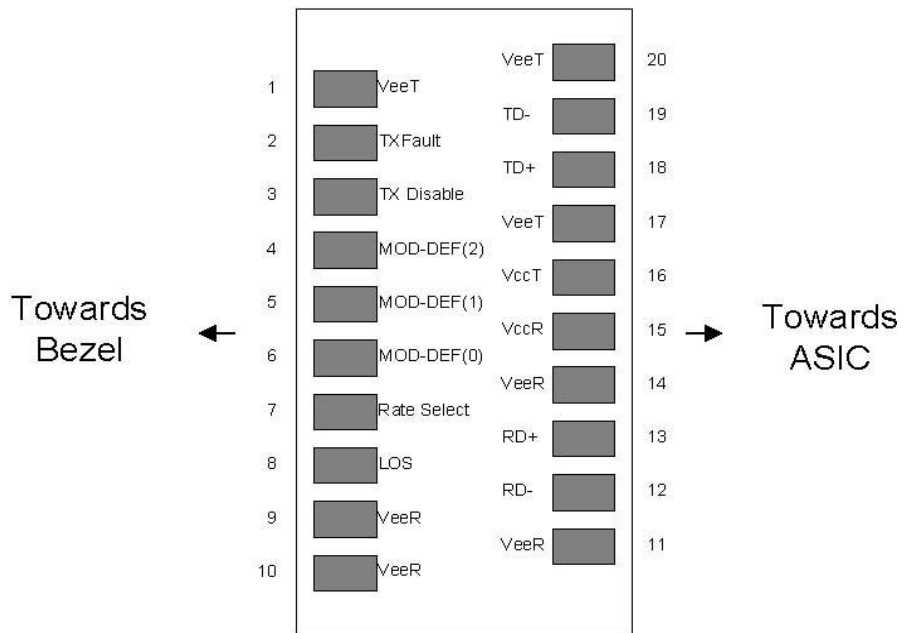 Towards
Bezel
1 VeeT
2 TXFault
3 TX Disable
4 MOD-DEF(2)
5 MOD-DEF(1)
6 MOD-DEF(0)
7 Rate Select
8 LOS
9 VeeR
10 VeeR
VeeT 20
TD- 19
TD+ 18
VeeT 17
VccT 16
VccR 15
VeeR 14
RD+ 13
RD- 12
VeeR 11
Towards
ASIC